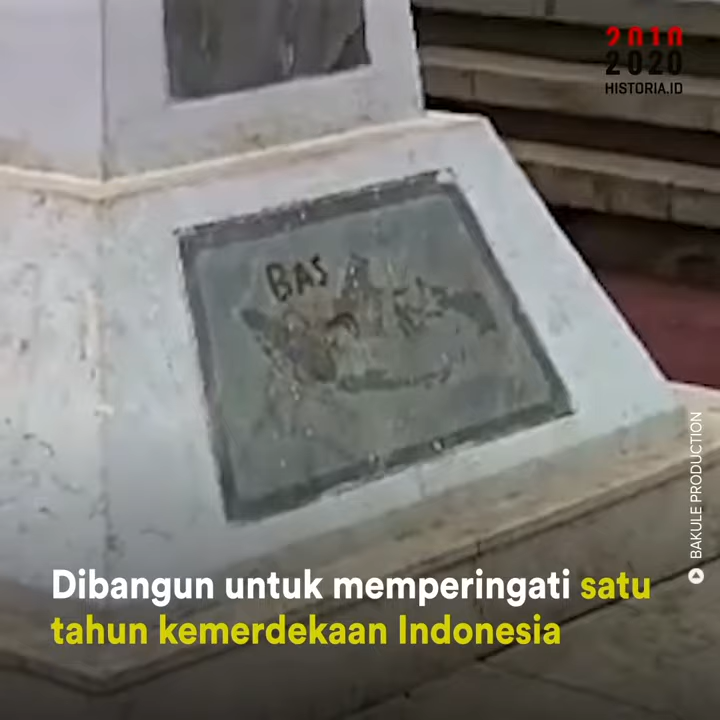 2010
2020
HISTORIA.ID
BAS
BAKULE PRODUCTION
Dibangun untuk memperingati satu
tahun kemerdekaan Indonesia